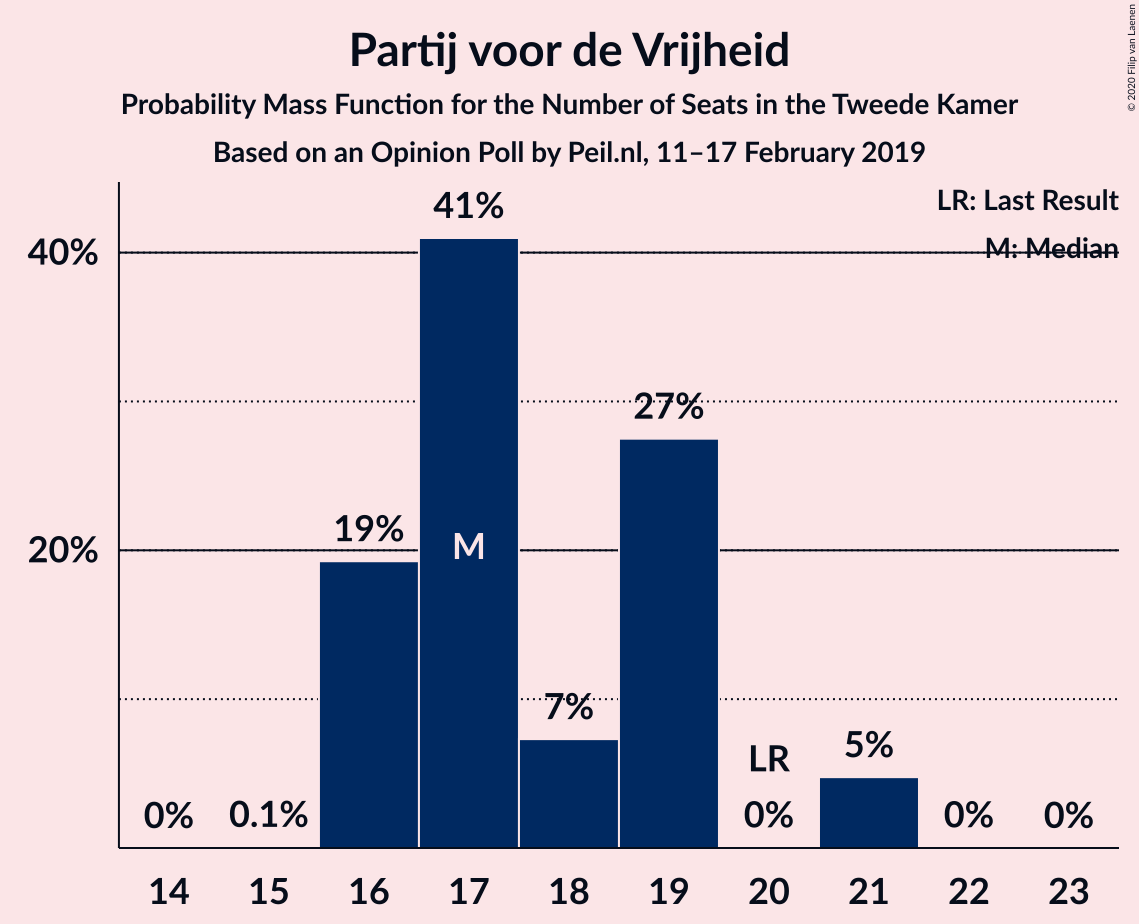 Partij voor de Vrijheid
Probability Mass Function for the Number of Seats in the Tweede Kamer
Based on an Opinion Poll by Peil.nl, 11–17 February 2019
© 2020 Filip van Laenen
LR: Last Result
M: Median
40%
20%
0%
0.1%
19%
41%
M
7%
27%
LR
0%
5%
0%
0%
14 15 16 17 18 19 20 21 22 23